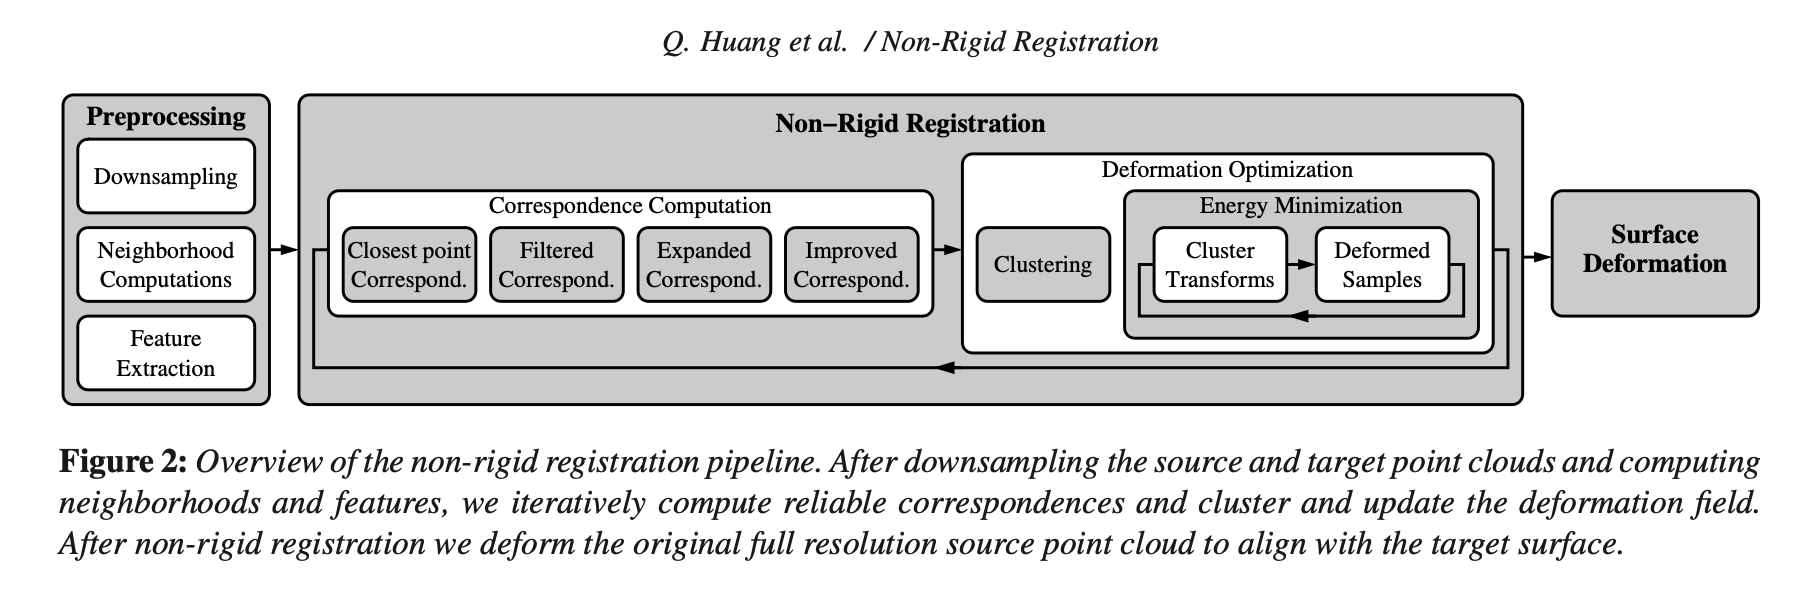 Q. Huang et al. / Non-Rigid Registration
Preprocessing
Downsampling
Neighborhood
Computations
Feature
Extraction
Non–Rigid Registration
Correspondence Computation
Closest point
Correspond.
Filtered
Correspond.
Expanded
Correspond.
Improved
Correspond.
Deformation Optimization
Clustering
Energy Minimization
Cluster
Transforms
Deformed
Samples
Surface
Deformation
Figure 2: Overview of the non-rigid registration pipeline. After downsampling the source and target point clouds and computing
neighborhoods and features, we iteratively compute reliable correspondences and cluster and update the deformation field.
After non-rigid registration we deform the original full resolution source point cloud to align with the target surface.